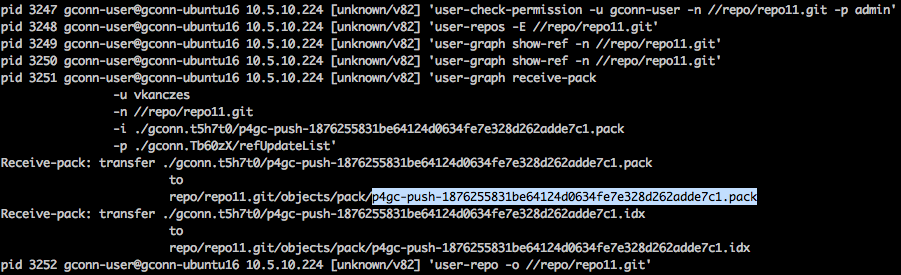 pid 3247 gconn-user@gconn-ubuntu16 10.5.10.224 [unknown/v82] 'user-check-permission -u gconn-user -n //repo/repo11.git -p admin'
pid 3248 gconn-user@gconn-ubuntu16 10.5.10.224 [unknown/v82] 'user-repos -E //repo/repo11.git'
pid 3249 gconn-user@gconn-ubuntu16 10.5.10.224 [unknown/v82] 'user-graph show-ref -n //repo/repo11.git'
pid 3250 gconn-user@gconn-ubuntu16 10.5.10.224 [unknown/v82] 'user-graph show-ref -n //repo/repo11.git'
pid 3251 gconn-user@gconn-ubuntu16 10.5.10.224 [unknown/v82] 'user-graph receive-pack
-u vkanczes
-n //repo/repo11.git
-i ./gconn.t5h7t0/p4gc-push-1876255831be64124d0634fe7e328d262adde7c1.pack
-p ./gconn.Tb60zX/refUpdateList'
Receive-pack: transfer ./gconn.t5h7t0/p4gc-push-1876255831be64124d0634fe7e328d262adde7c1.pack
to
repo/repo11.git/objects/pack/p4gc-push-1876255831be64124d0634fe7e328d262adde7c1.pack
Receive-pack: transfer ./gconn.t5h7t0/p4gc-push-1876255831be64124d0634fe7e328d262adde7c1.idx
to
repo/repo11.git/objects/pack/p4gc-push-1876255831be64124d0634fe7e328d262adde7c1.idx
pid 3252 gconn-user@gconn-ubuntu16 10.5.10.224 [unknown/v82] 'user-repo -o //repo/repo11.git'